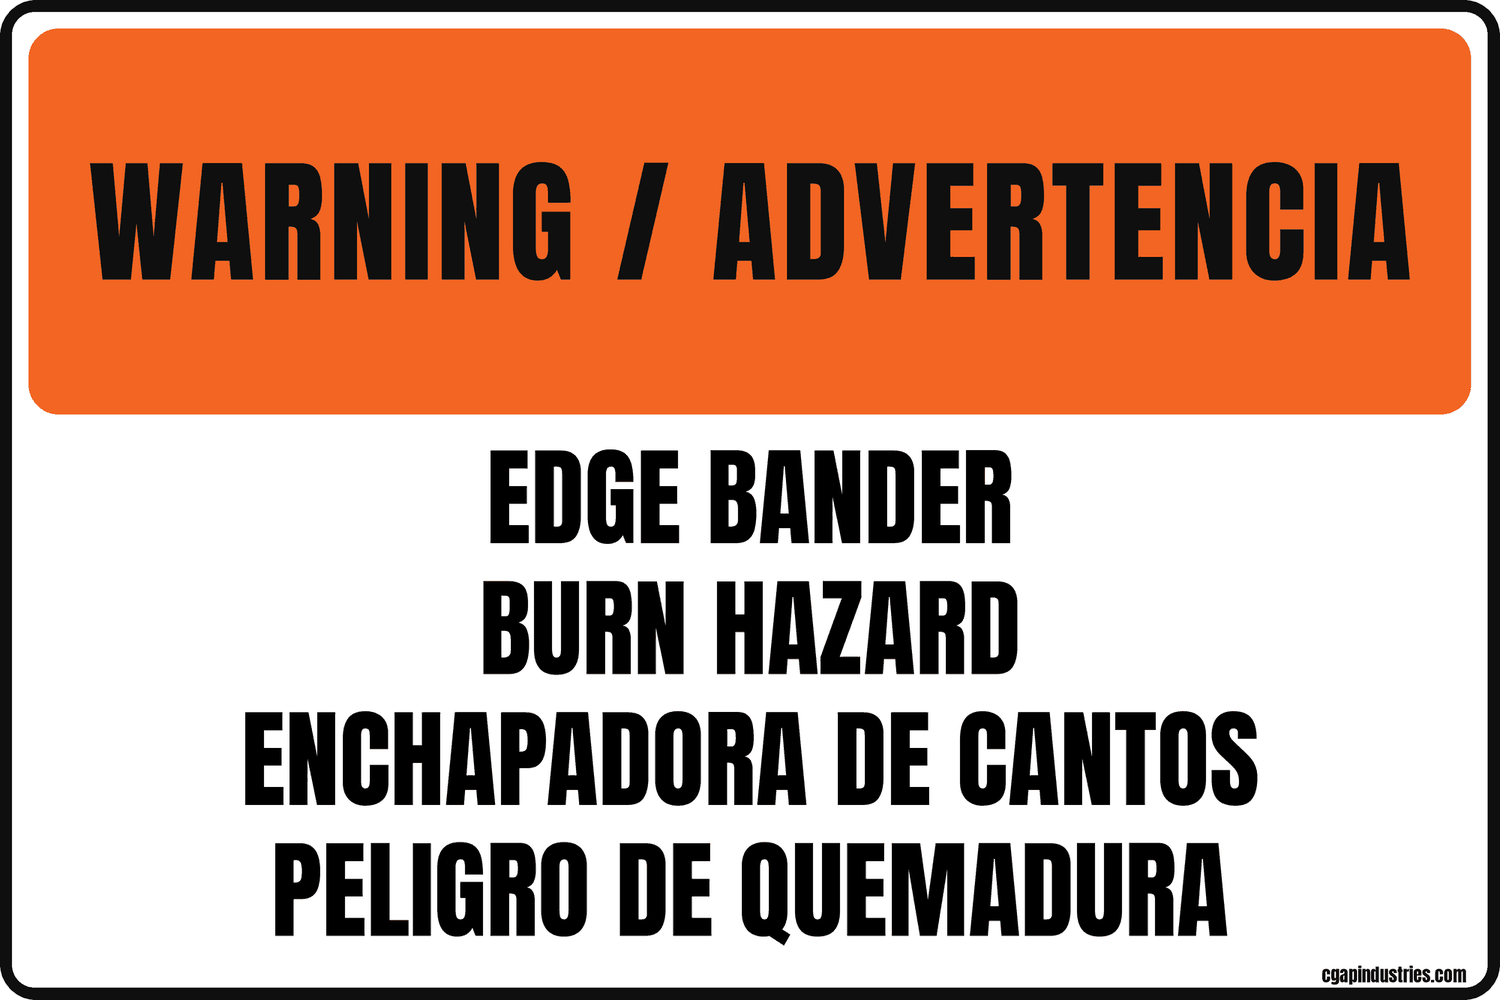 WARNING / ADVERTENCIA
EDGE BANDER
BURN HAZARD
ENCHAPADORA DE CANTOS
PELIGRO DE QUEMADURA
cgapindustries.com